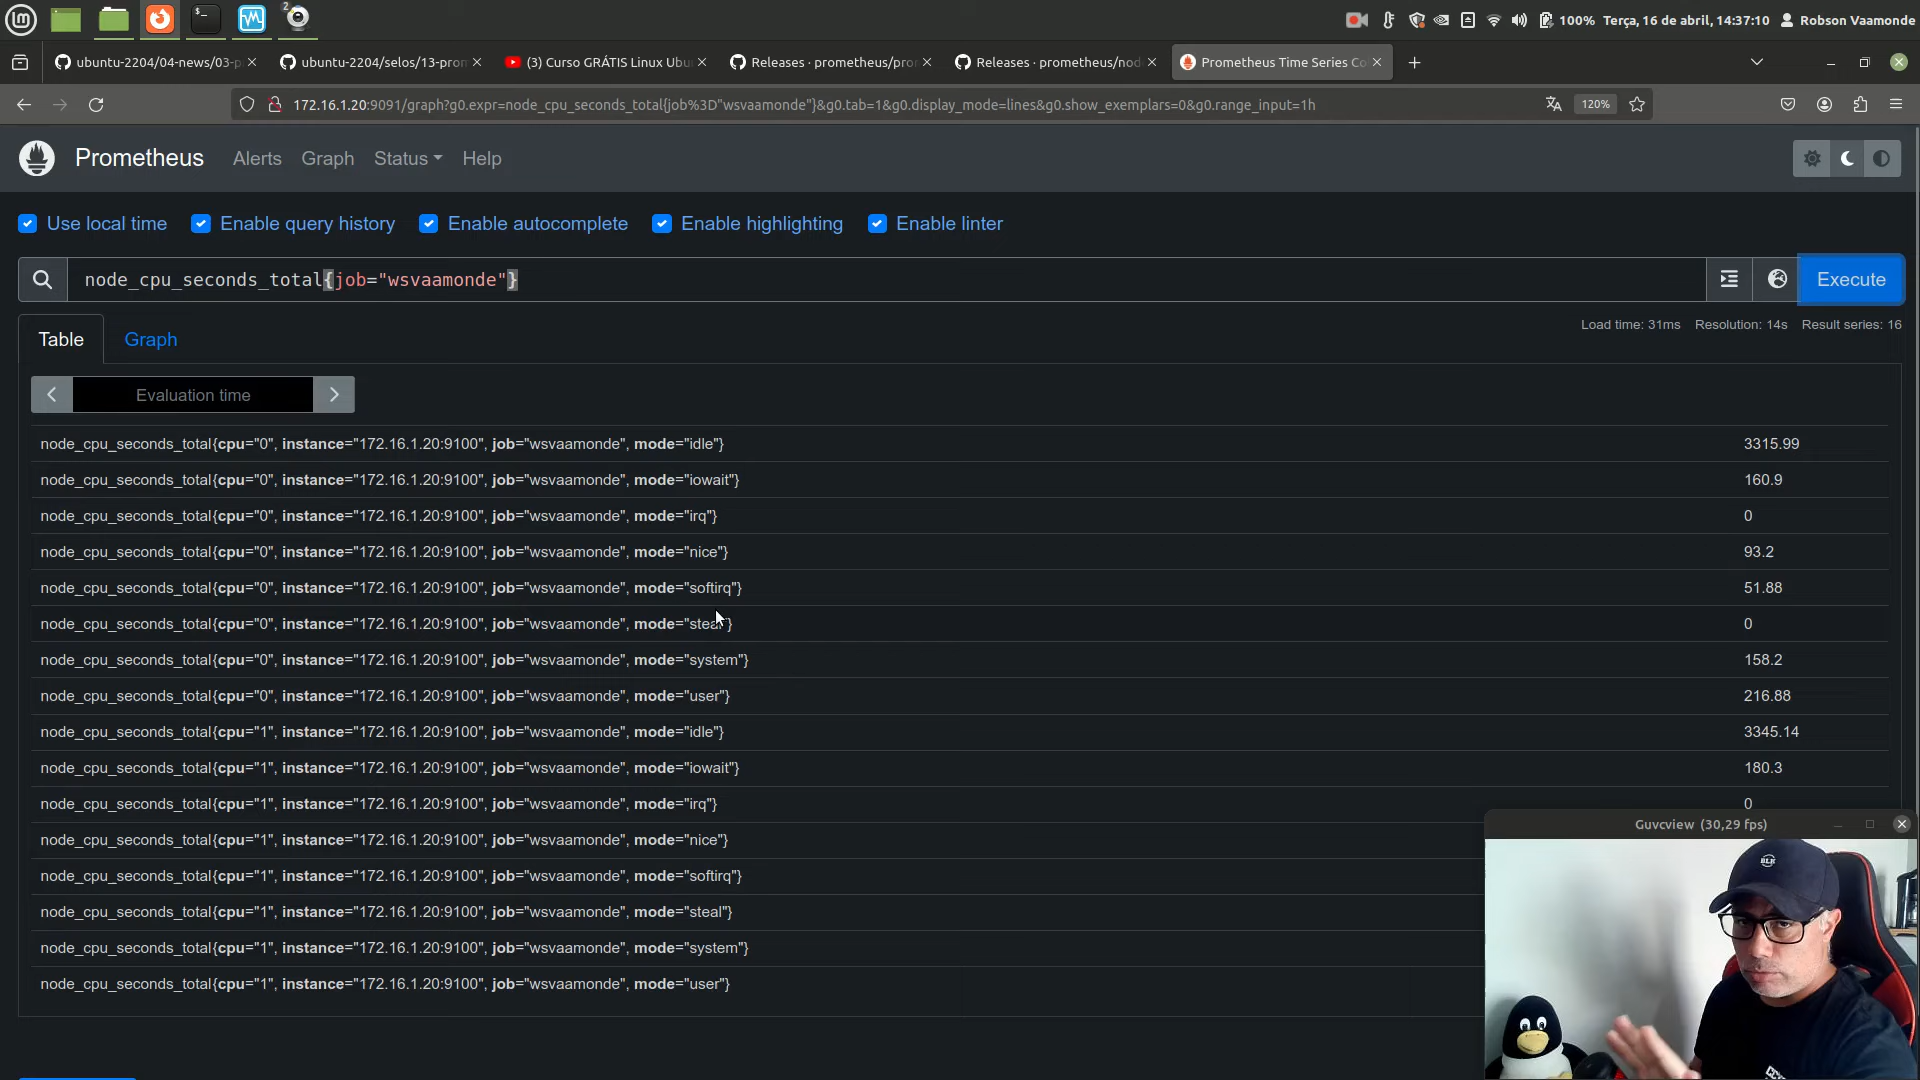 2
100% Terça, 16 de abril, 14:37:10 Robson Vaamonde
ubuntu-2204/04-news/03-p
ubuntu-2204/selos/13-pron
(3) Curso GRÁTIS Linux Ubu
Releases · prometheus/pro
Releases · prometheus/nod
Prometheus Time Series Co
172.16.1.20:9091/graph?g0.expr=node_cpu_seconds_total{job%3D"wsvaamonde"}&g0.tab=1&g0.display_mode=lines&g0.show_exemplars=0&g0.range_input=1h
120%
Prometheus Alerts Graph Status Help
Use local time Enable query history Enable autocomplete Enable highlighting Enable linter
node_cpu_seconds_total{job="wsvaamonde"}
Execute
Table Graph
Load time: 31ms Resolution: 14s Result series: 16
Evaluation time
node_cpu_seconds_total{cpu="0", instance="172.16.1.20:9100", job="wsvaamonde", mode="idle"} 3315.99
node_cpu_seconds_total{cpu="0", instance="172.16.1.20:9100", job="wsvaamonde", mode="iowait"} 160.9
node_cpu_seconds_total{cpu="0", instance="172.16.1.20:9100", job="wsvaamonde", mode="irq"} 0
node_cpu_seconds_total{cpu="0", instance="172.16.1.20:9100", job="wsvaamonde", mode="nice"} 93.2
node_cpu_seconds_total{cpu="0", instance="172.16.1.20:9100", job="wsvaamonde", mode="softirq"} 51.88
node_cpu_seconds_total{cpu="0", instance="172.16.1.20:9100", job="wsvaamonde", mode="steal"} 0
node_cpu_seconds_total{cpu="0", instance="172.16.1.20:9100", job="wsvaamonde", mode="system"} 158.2
node_cpu_seconds_total{cpu="0", instance="172.16.1.20:9100", job="wsvaamonde", mode="user"} 216.88
node_cpu_seconds_total{cpu="1", instance="172.16.1.20:9100", job="wsvaamonde", mode="idle"} 3345.14
node_cpu_seconds_total{cpu="1", instance="172.16.1.20:9100", job="wsvaamonde", mode="iowait"} 180.3
node_cpu_seconds_total{cpu="1", instance="172.16.1.20:9100", job="wsvaamonde", mode="irq"} 0
node_cpu_seconds_total{cpu="1", instance="172.16.1.20:9100", job="wsvaamonde", mode="nice"}
node_cpu_seconds_total{cpu="1", instance="172.16.1.20:9100", job="wsvaamonde", mode="softirq"}
node_cpu_seconds_total{cpu="1", instance="172.16.1.20:9100", job="wsvaamonde", mode="steal"}
node_cpu_seconds_total{cpu="1", instance="172.16.1.20:9100", job="wsvaamonde", mode="system"}
node_cpu_seconds_total{cpu="1", instance="172.16.1.20:9100", job="wsvaamonde", mode="user"}
Guvcview (30,29 fps)